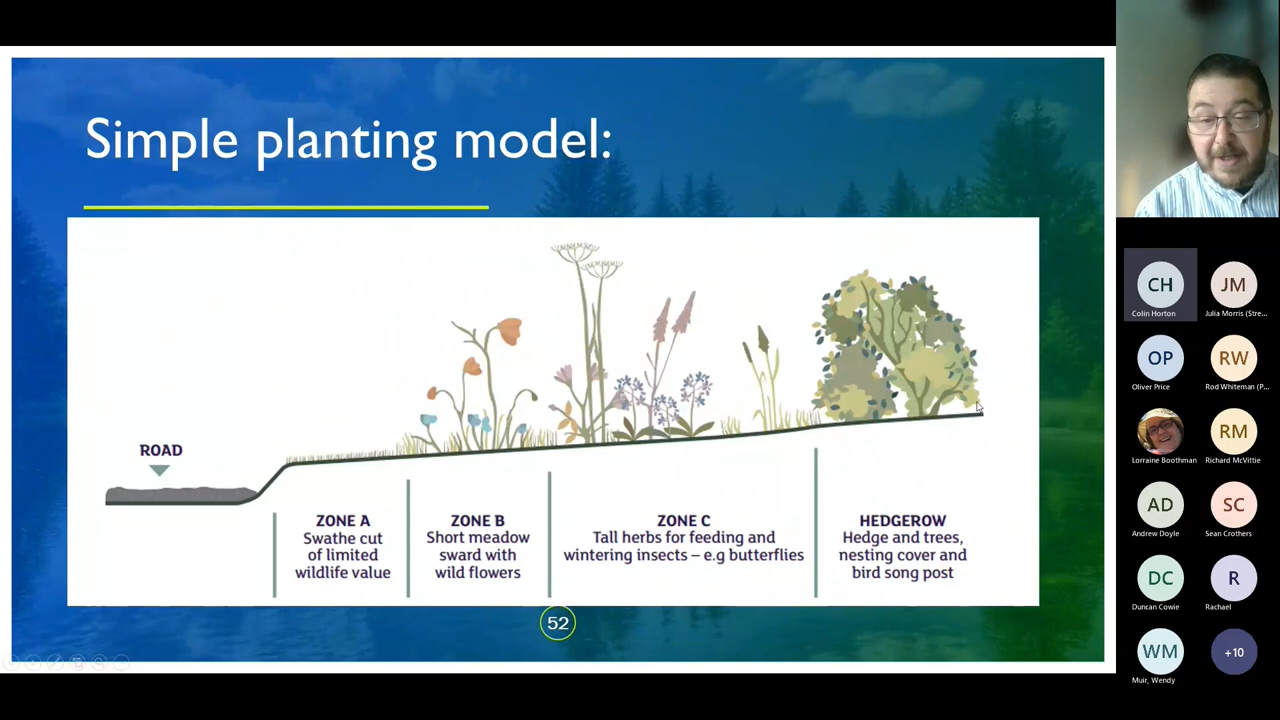 Simple planting model:
ROAD
ZONE A
Swathe cut
of limited
wildlife value
ZONE B
Short meadow
sward with
wild flowers
ZONE C
Tall herbs for feeding and
wintering insects – e.g butterflies
HEDGEROW
Hedge and trees,
nesting cover and
bird song post
52
CH
Colin Horton
JM
Julia Morris (Stre...
OP
Oliver Price
RW
Rod Whiteman (P...
Lorraine Boothman
RM
Richard McVittie
AD
Andrew Doyle
SC
Sean Crothers
DC
Duncan Cowie
R
Rachael
WM
Muir, Wendy
+10